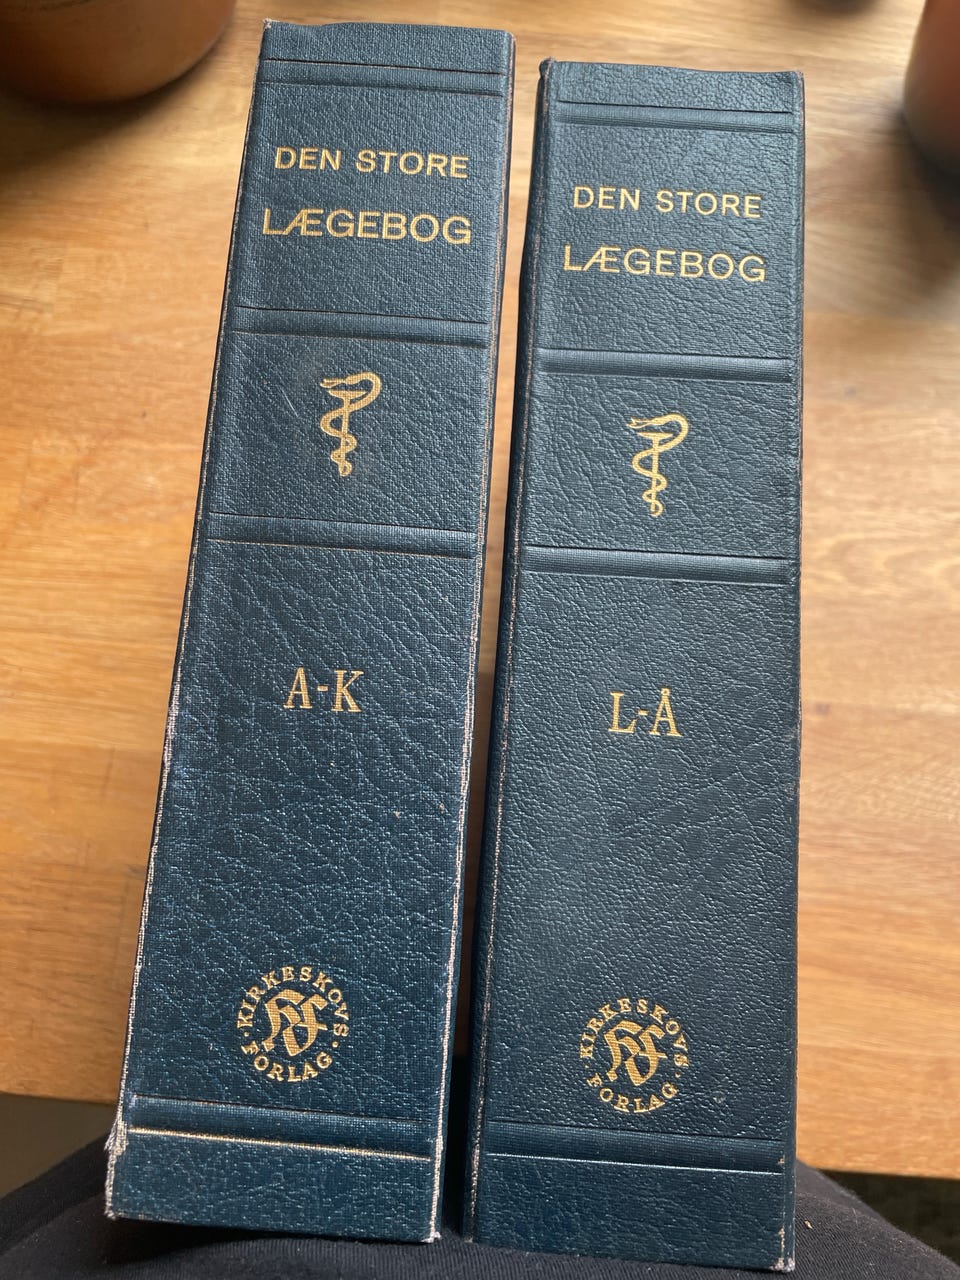 DEN STORE
LÆGEBOG
A-K
KIRKESKOVS
FORLAG
DEN STORE
LÆGEBOG
L-Å
KIRKESKOVS
FORLAG